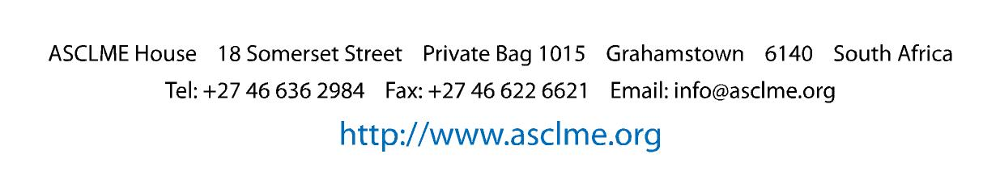 ASCLME House 18 Somerset Street Private Bag 1015 Grahamstown 6140 South Africa
Tel: +27 46 636 2984 Fax: +27 46 622 6621 Email: info@asclme.org
http://www.asclme.org